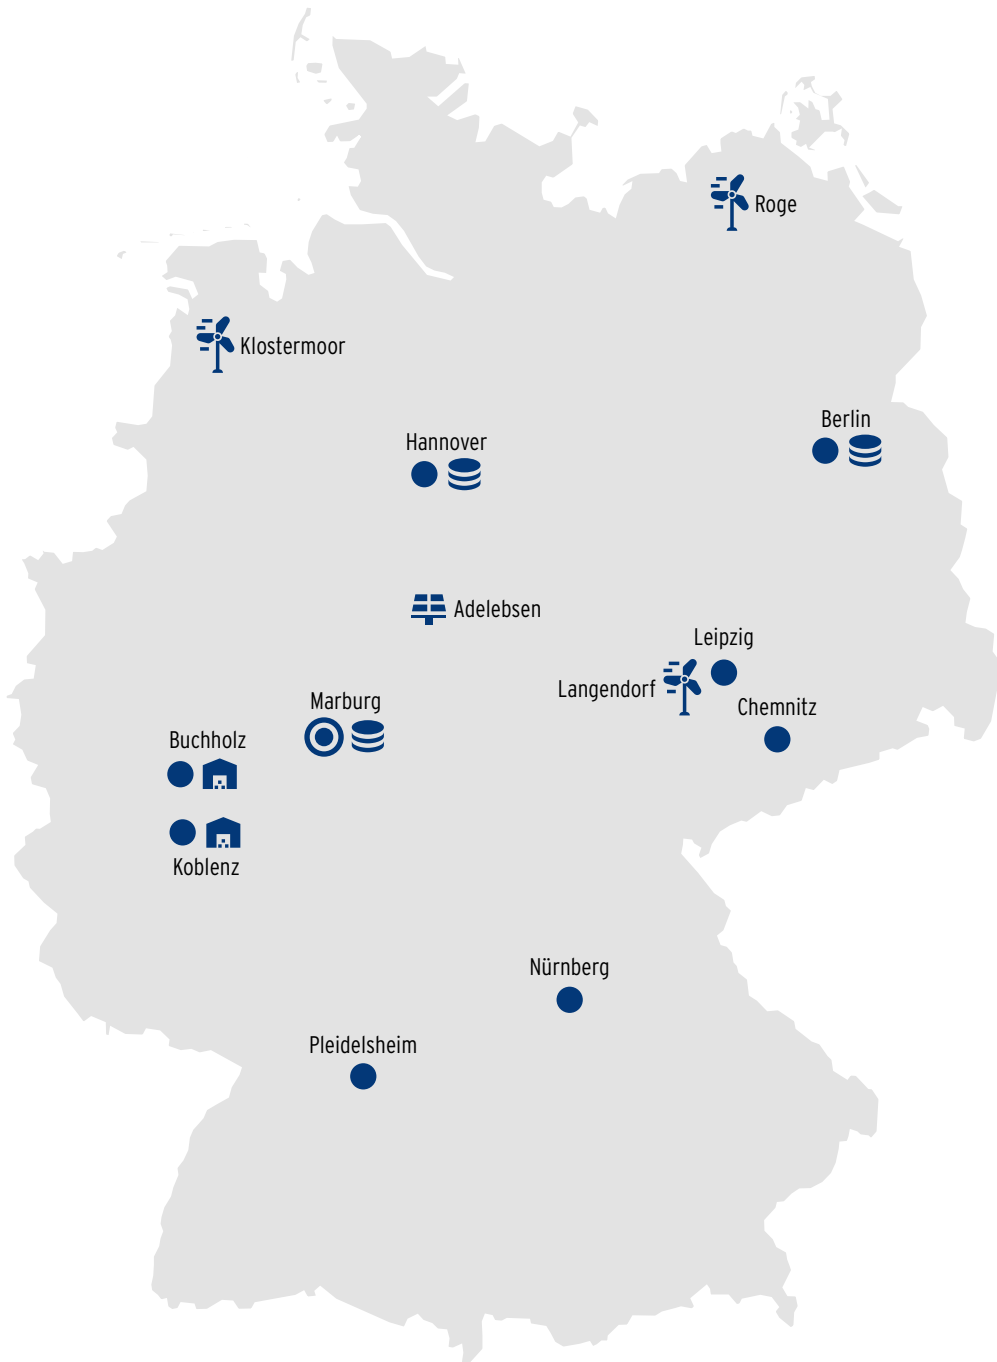 Roge
Klostermoor
Berlin
Hannover
Adelebsen
Leipzig
Langendorf
Marburg
Chemnitz
Buchholz
Koblenz
Nürnberg
Pleidelsheim